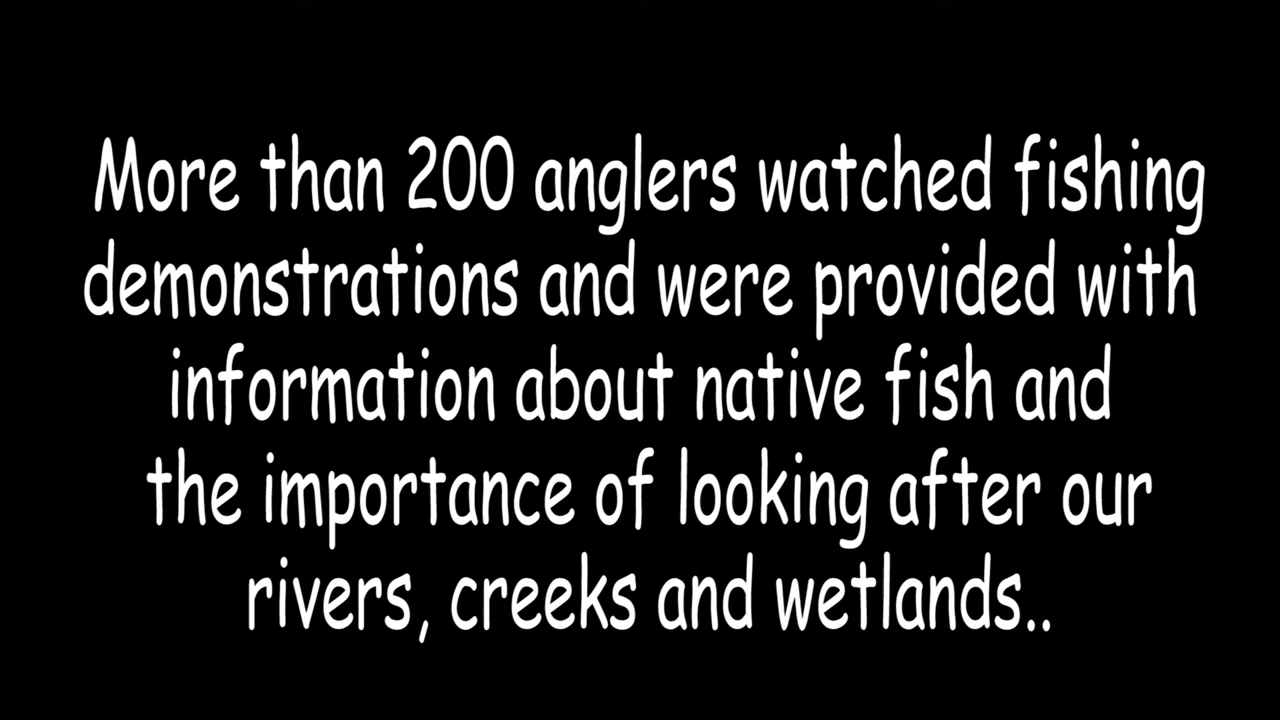 More than 200 anglers watched fishing
demonstrations and were provided with
information about native fish and
the importance of looking after our
rivers, creeks and wetlands..